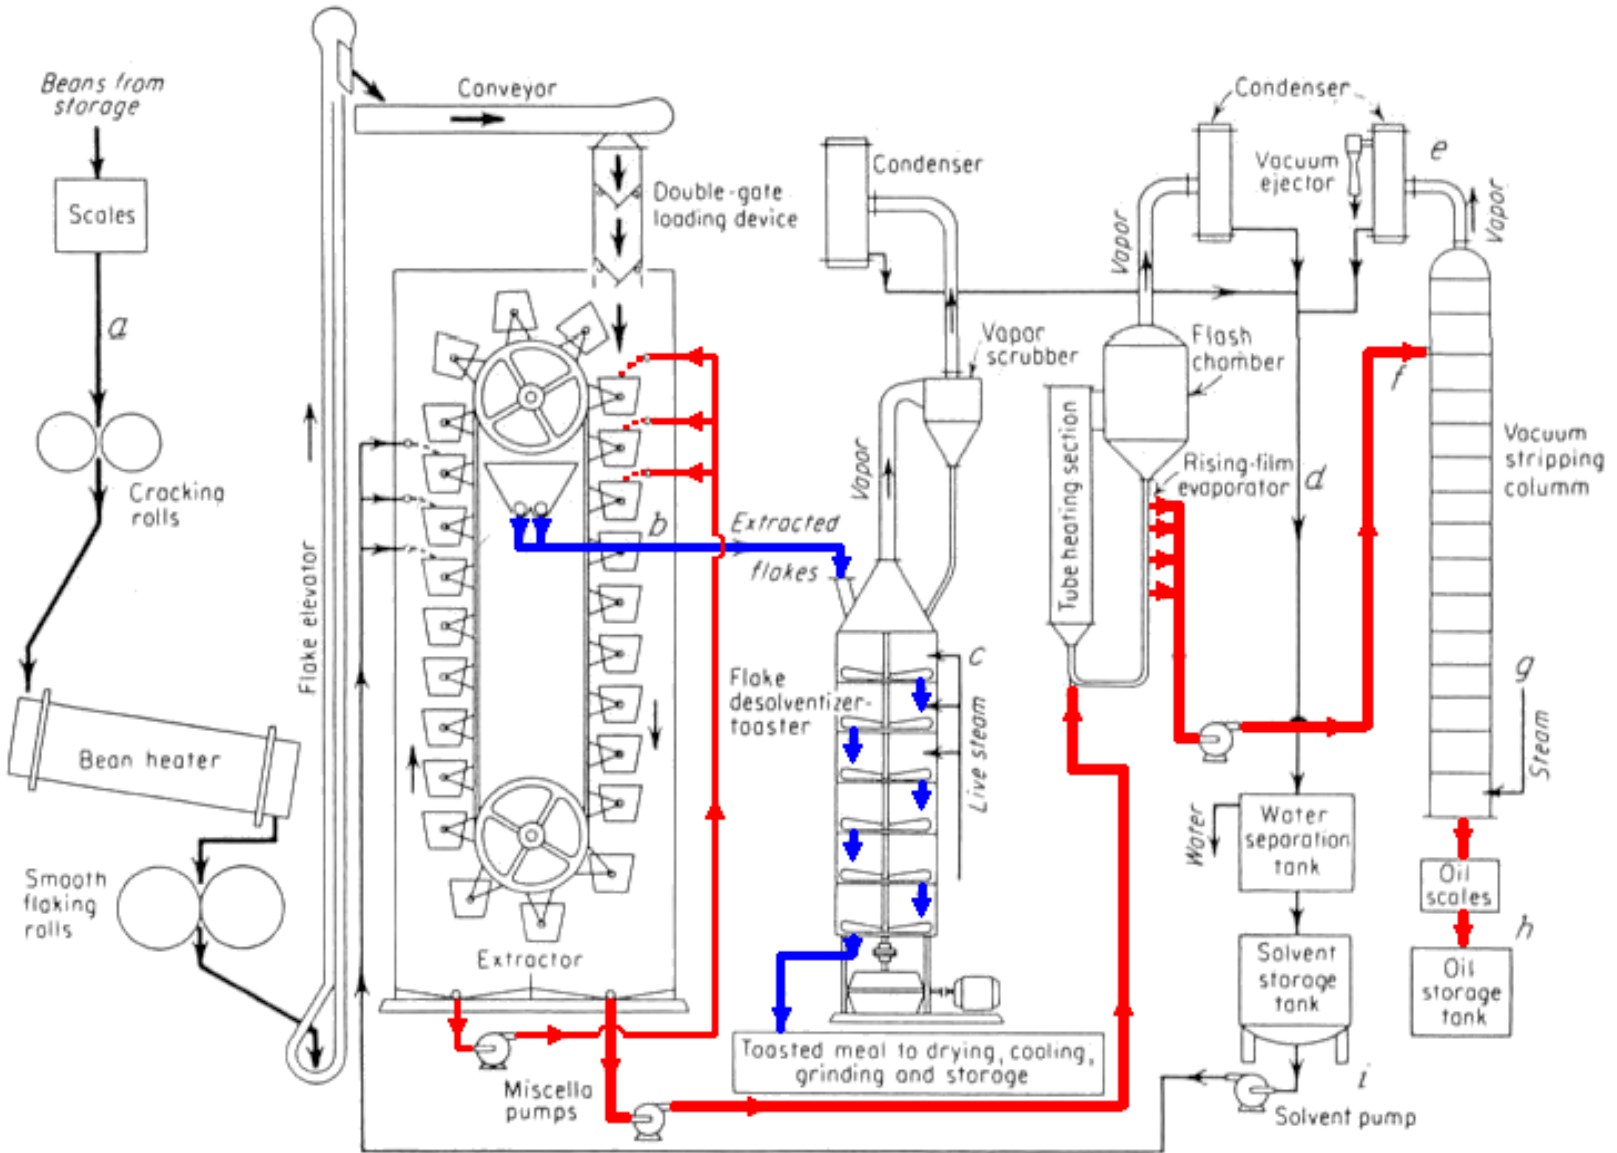 Beans from
storage
Scales
a
Cracking
rolls
Bean heater
Smooth
flaking
rolls
Flake elevator
Conveyor
Double-gate
loading device
b
Extractor
Miscella
pumps
Extracted
flakes
Condenser
Vapor
scrubber
Vapor
Flake
desolventizer-
toaster
c
Live steam
Toasted meal to drying, cooling,
grinding and storage
Condenser
Vacuum
ejector
e
Vapor
Vapor
Flash
chamber
Tube heating section
Rising-film
evaporator
d
f
Vacuum
stripping
column
g
Steam
Water
Water
separation
tank
Oil
scales
h
Solvent
storage
tank
Oil
storage
tank
i
Solvent pump